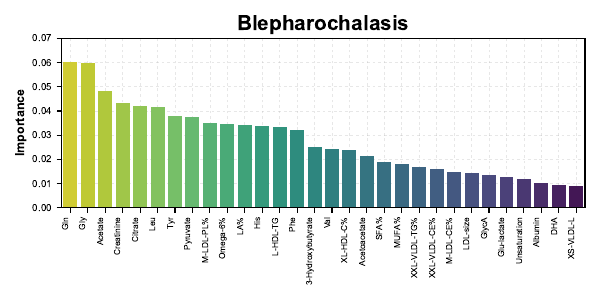 Blepharochalasis
Importance
0.07
0.06
0.05
0.04
0.03
0.02
0.01
0.00
Gln
Gly
Acetate
Creatinine
Citrate
Leu
Tyr
Pyruvate
M-LDL-PL%
Omega-6%
LA%
His
L-HDL-TG
Phe
3-Hydroxybutyrate
Val
XL-HDL-C%
Acetoacetate
SFA%
MUFA%
XXL-VLDL-TG%
XXL-VLDL-CE%
M-LDL-CE%
LDL-size
GlycA
Glu-lactate
Unsaturation
Albumin
DHA
XS-VLDL-L